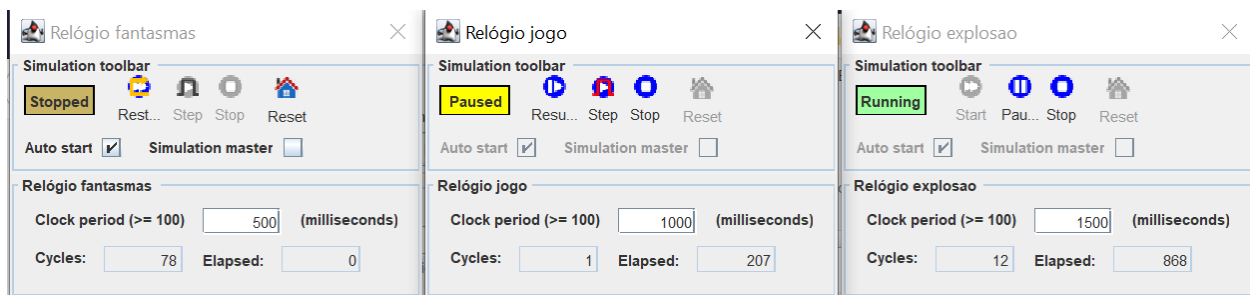 Relógio fantasmas
Simulation toolbar
Stopped
Rest... Step Stop Reset
Auto start Simulation master
Relógio fantasmas
Clock period (>= 100) 500 (milliseconds)
Cycles: 78 Elapsed: 0
Relógio jogo
Simulation toolbar
Paused
Resu... Step Stop Reset
Auto start Simulation master
Relógio jogo
Clock period (>= 100) 1000 (milliseconds)
Cycles: 1 Elapsed: 207
Relógio explosao
Simulation toolbar
Running
Start Pau... Stop Reset
Auto start Simulation master
Relógio explosao
Clock period (>= 100) 1500 (milliseconds)
Cycles: 12 Elapsed: 868